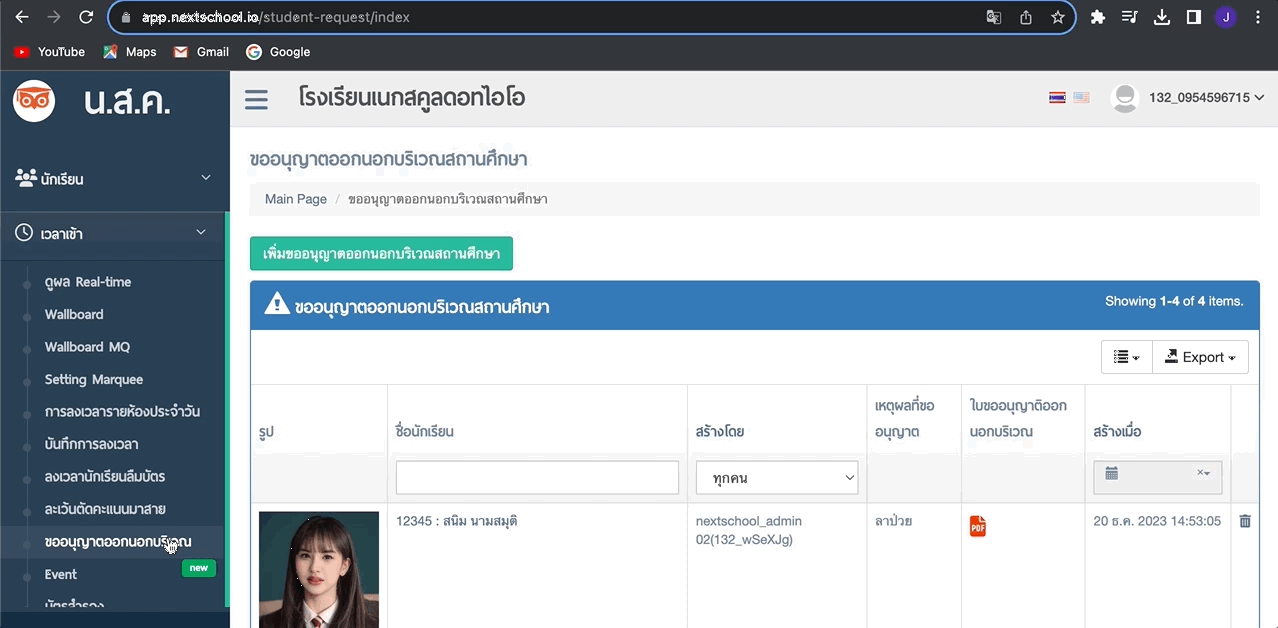 app.nextschool.io/student-request/index
J
YouTube
Maps
Gmail
Google
น.ส.ค.
โรงเรียนเนกสคูลดอทไอโอ
132_0954596715
นักเรียน
เวลาเข้า
ดูผล Real-time
Wallboard
Wallboard MQ
Setting Marquee
การลงเวลารายห้องประจำวัน
บันทึกการลงเวลา
ลงเวลานักเรียนลืมบัตร
ละเว้นตัดคะแนนมาสาย
ขออนุญาตออกนอกบริเวณ
Event
new
บัตรสำรอง
ขออนุญาตออกนอกบริเวณสถานศึกษา
Main Page / ขออนุญาตออกนอกบริเวณสถานศึกษา
เพิ่มขออนุญาตออกนอกบริเวณสถานศึกษา
ขออนุญาตออกนอกบริเวณสถานศึกษา
Showing 1-4 of 4 items.
Export
รูป
ชื่อนักเรียน
สร้างโดย
เหตุผลที่ขอ
อนุญาต
ใบขออนุญาติออก
นอกบริเวณ
สร้างเมื่อ
ทุกคน
12345 : สนิม นามสมุติ
nextschool_admin
02(132_wSeXJg)
ลาป่วย
PDF
20 ธ.ค. 2023 14:53:05